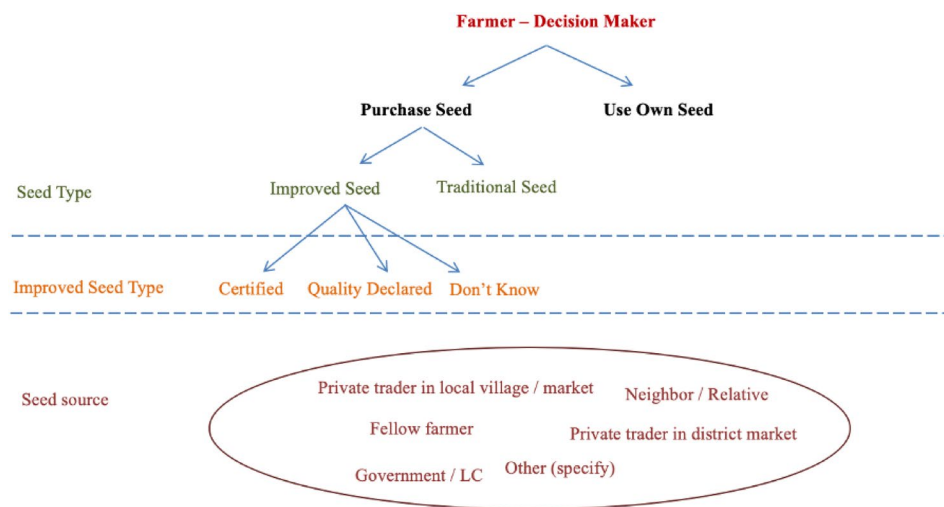 Farmer – Decision Maker
Purchase Seed
Use Own Seed
Seed Type
Improved Seed
Traditional Seed
Improved Seed Type
Certified
Quality Declared
Don’t Know
Seed source
Private trader in local village / market
Neighbor / Relative
Fellow farmer
Private trader in district market
Government / LC
Other (specify)